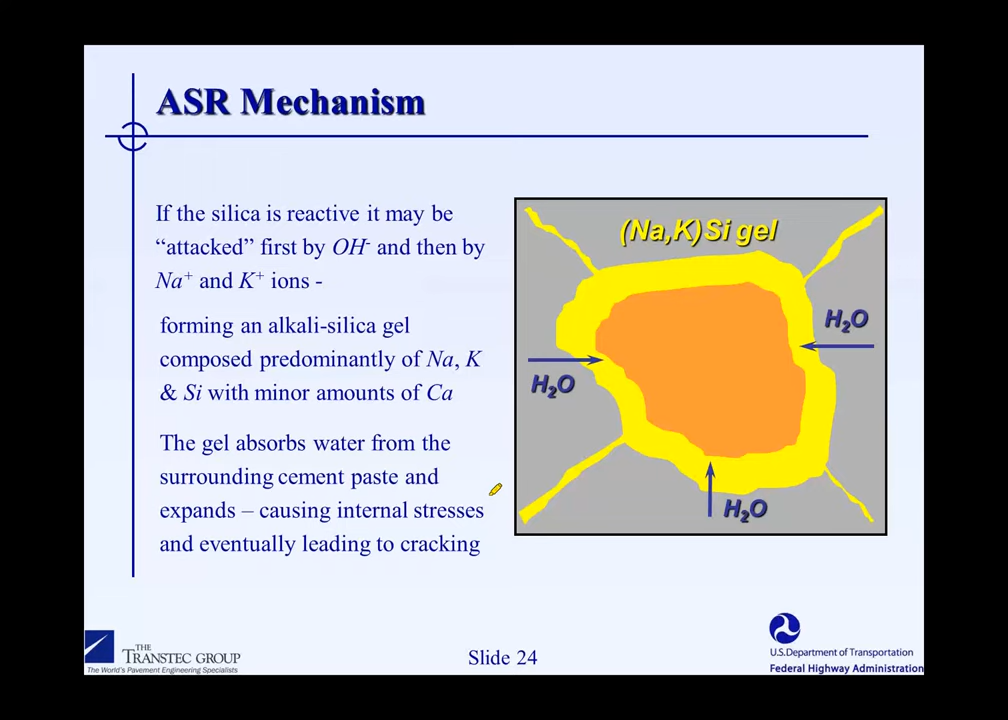 ASR Mechanism
If the silica is reactive it may be
“attacked” first by OH- and then by
Na+ and K+ ions -
forming an alkali-silica gel
composed predominantly of Na, K
& Si with minor amounts of Ca
The gel absorbs water from the
surrounding cement paste and
expands – causing internal stresses
and eventually leading to cracking
(Na,K)Si gel
H2O
H2O
H2O
THE
TRANSTEC GROUP
The World's Pavement Engineering Specialists
Slide 24
U.S.Department of Transportation
Federal Highway Administration